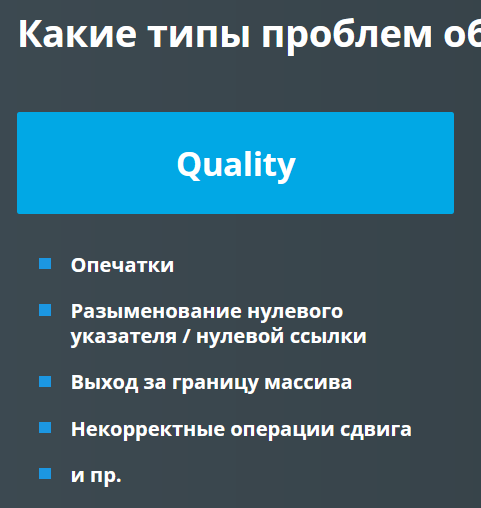 Какие типы проблем об
Quality
Опечатки
Разыменование нулевого
указателя / нулевой ссылки
Выход за границу массива
Некорректные операции сдвига
и пр.